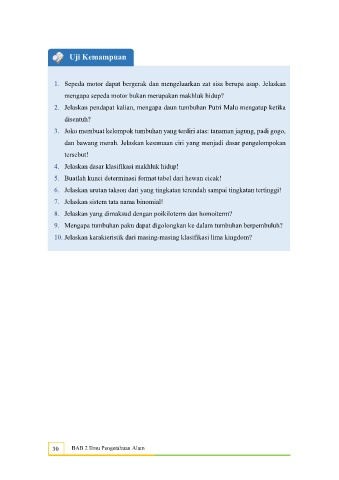 Uji Kemampuan
1. Sepeda motor dapat bergerak dan mengeluarkan zat sisa berupa asap. Jelaskan
mengapa sepeda motor bukan merupakan makhluk hidup?
2. Jelaskan pendapat kalian, mengapa daun tumbuhan Putri Malu mengatup ketika
disentuh?
3. Joko membuat kelompok tumbuhan yang terdiri atas: tanaman jagung, padi gogo,
dan bawang merah. Jelaskan kesamaan ciri yang menjadi dasar pengelompokan
tersebut!
4. Jelaskan dasar klasifikasi makhluk hidup!
5. Buatlah kunci determinasi format tabel dari hewan cicak!
6. Jelaskan urutan takson dari yang tingkatan terendah sampai tingkatan tertinggi!
7. Jelaskan sistem tata nama binomial!
8. Jelaskan yang dimaksud dengan poikiloterm dan homoiterm?
9. Mengapa tumbuhan paku dapat digolongkan ke dalam tumbuhan berpembuluh?
10. Jelaskan karakteristik dari masing-masing klasifikasi lima kingdom?
50 BAB 2 Ilmu Pengetahuan Alam